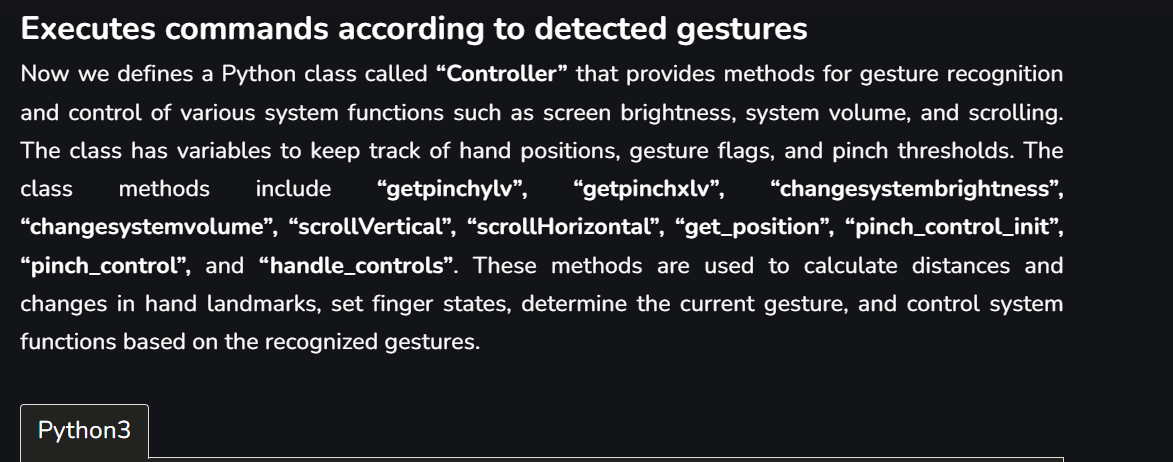 Executes commands according to detected gestures
Now we defines a Python class called “Controller” that provides methods for gesture recognition
and control of various system functions such as screen brightness, system volume, and scrolling.
The class has variables to keep track of hand positions, gesture flags, and pinch thresholds. The
class methods include “getpinchylv”, “getpinchxlv”, “changesystembrightness”,
“changesystemvolume”, “scrollVertical”, “scrollHorizontal”, “get_position”, “pinch_control_init”,
“pinch_control”, and “handle_controls”. These methods are used to calculate distances and
changes in hand landmarks, set finger states, determine the current gesture, and control system
functions based on the recognized gestures.
Python3